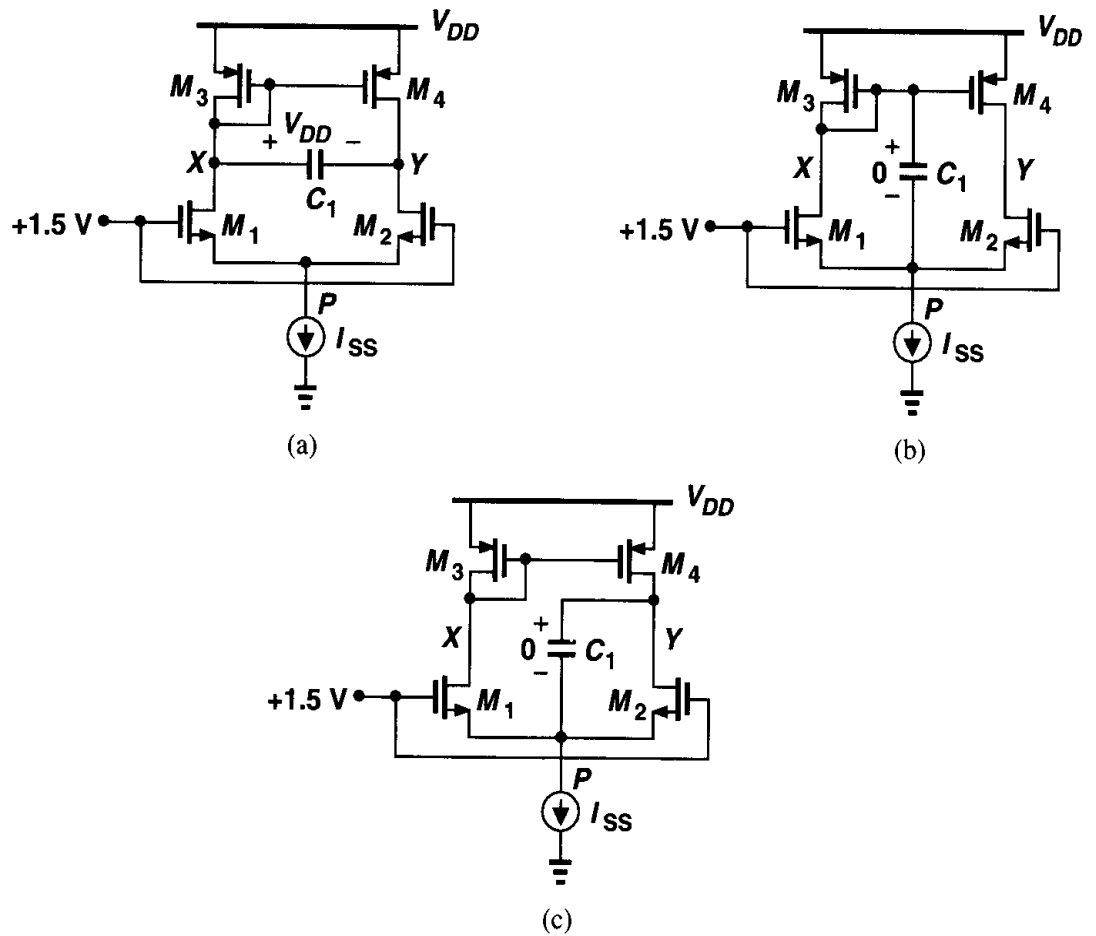 V_DD
M_3
M_4
+ V_DD −
X
Y
C_1
+1.5 V
M_1
M_2
P
I_SS
(a)
V_DD
M_3
M_4
+
X
0
C_1
Y
−
+1.5 V
M_1
M_2
P
I_SS
(b)
V_DD
M_3
M_4
+
X
0
C_1
Y
−
+1.5 V
M_1
M_2
P
I_SS
(c)